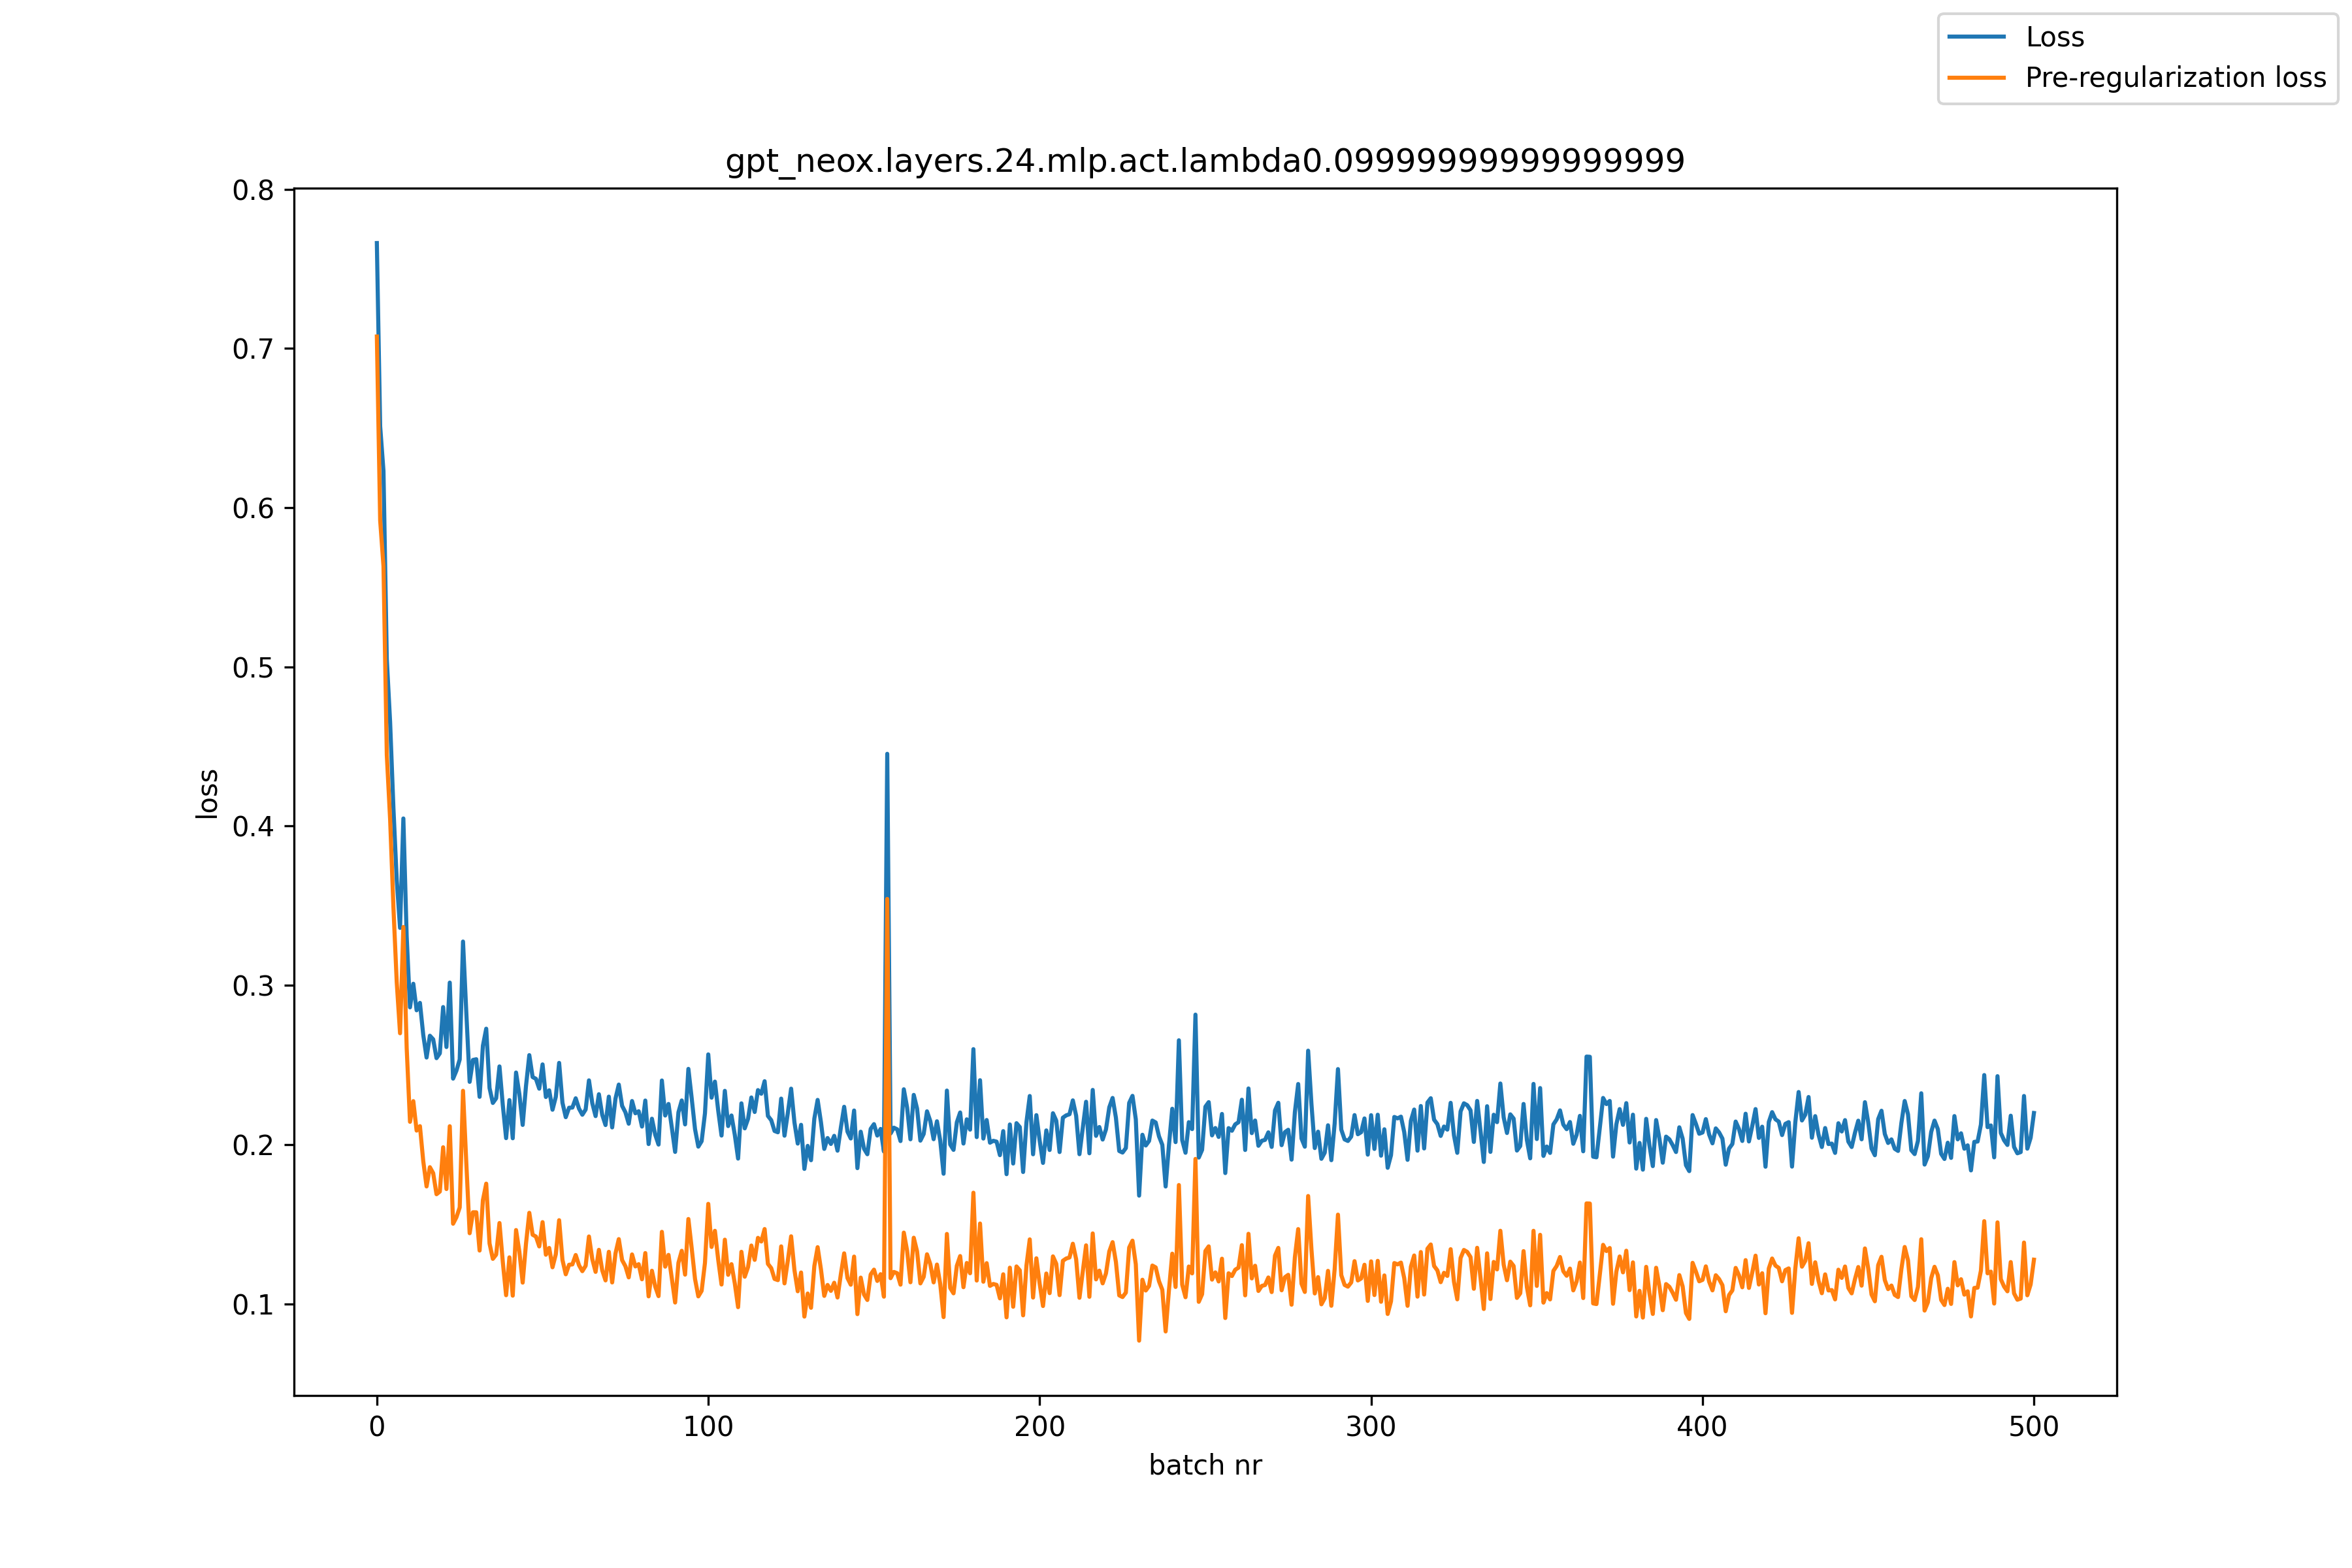 Loss
Pre-regularization loss
gpt_neox.layers.24.mlp.act.lambda0.09999999999999999
0.8
0.7
0.6
0.5
0.4
0.3
0.2
0.1
loss
0 100 200 300 400 500
batch nr